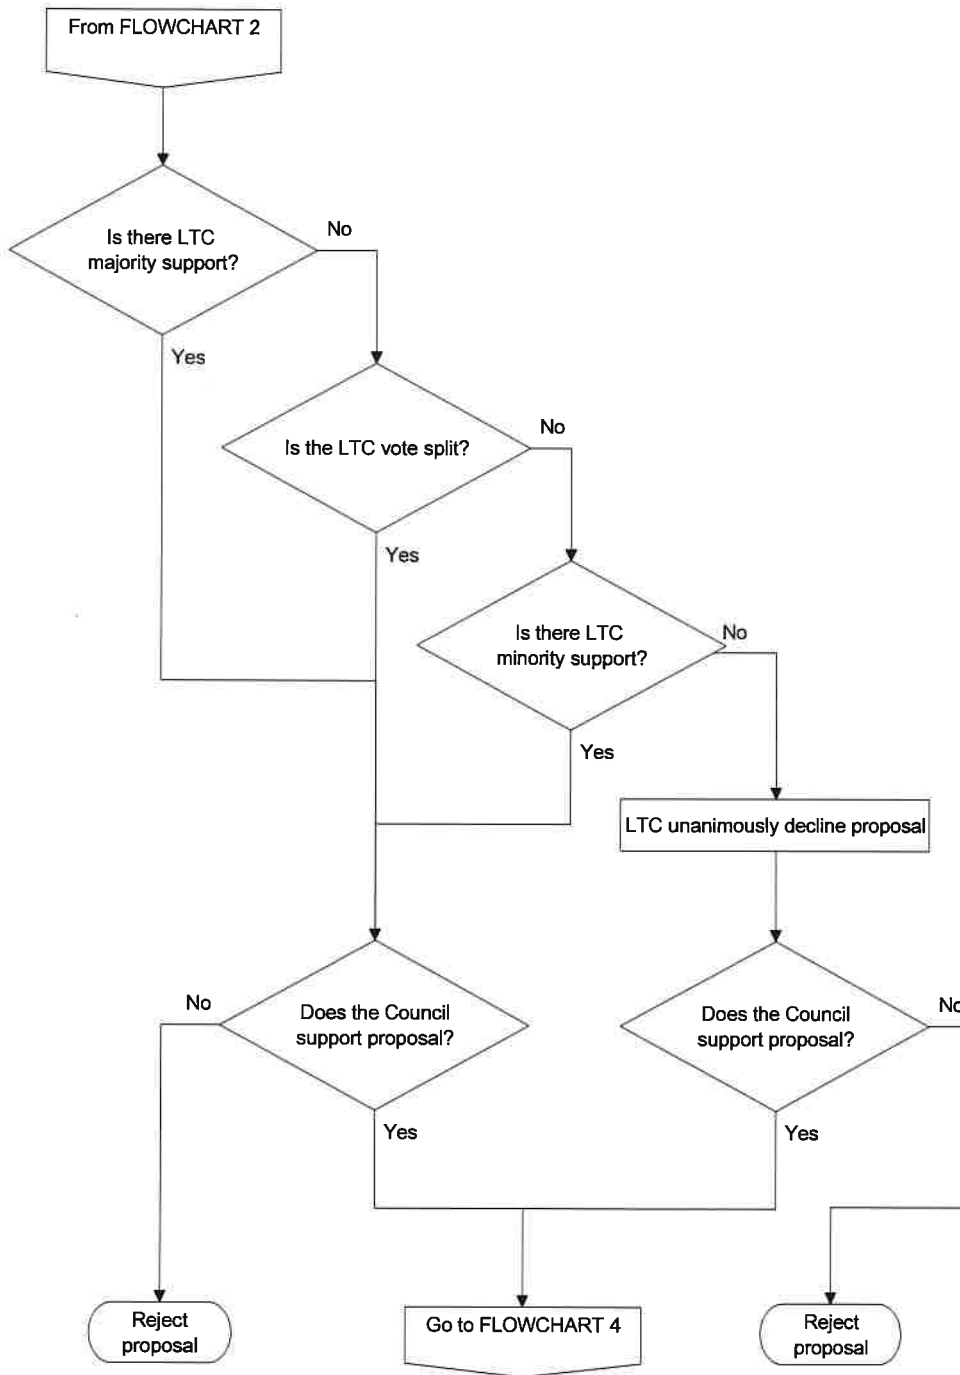 From FLOWCHART 2
Is there LTC
majority support?
No
Yes
Is the LTC vote split?
No
Yes
Is there LTC
minority support?
No
Yes
LTC unanimously decline proposal
Does the Council
support proposal?
No
Yes
Does the Council
support proposal?
No
Yes
Reject
proposal
Go to FLOWCHART 4
Reject
proposal